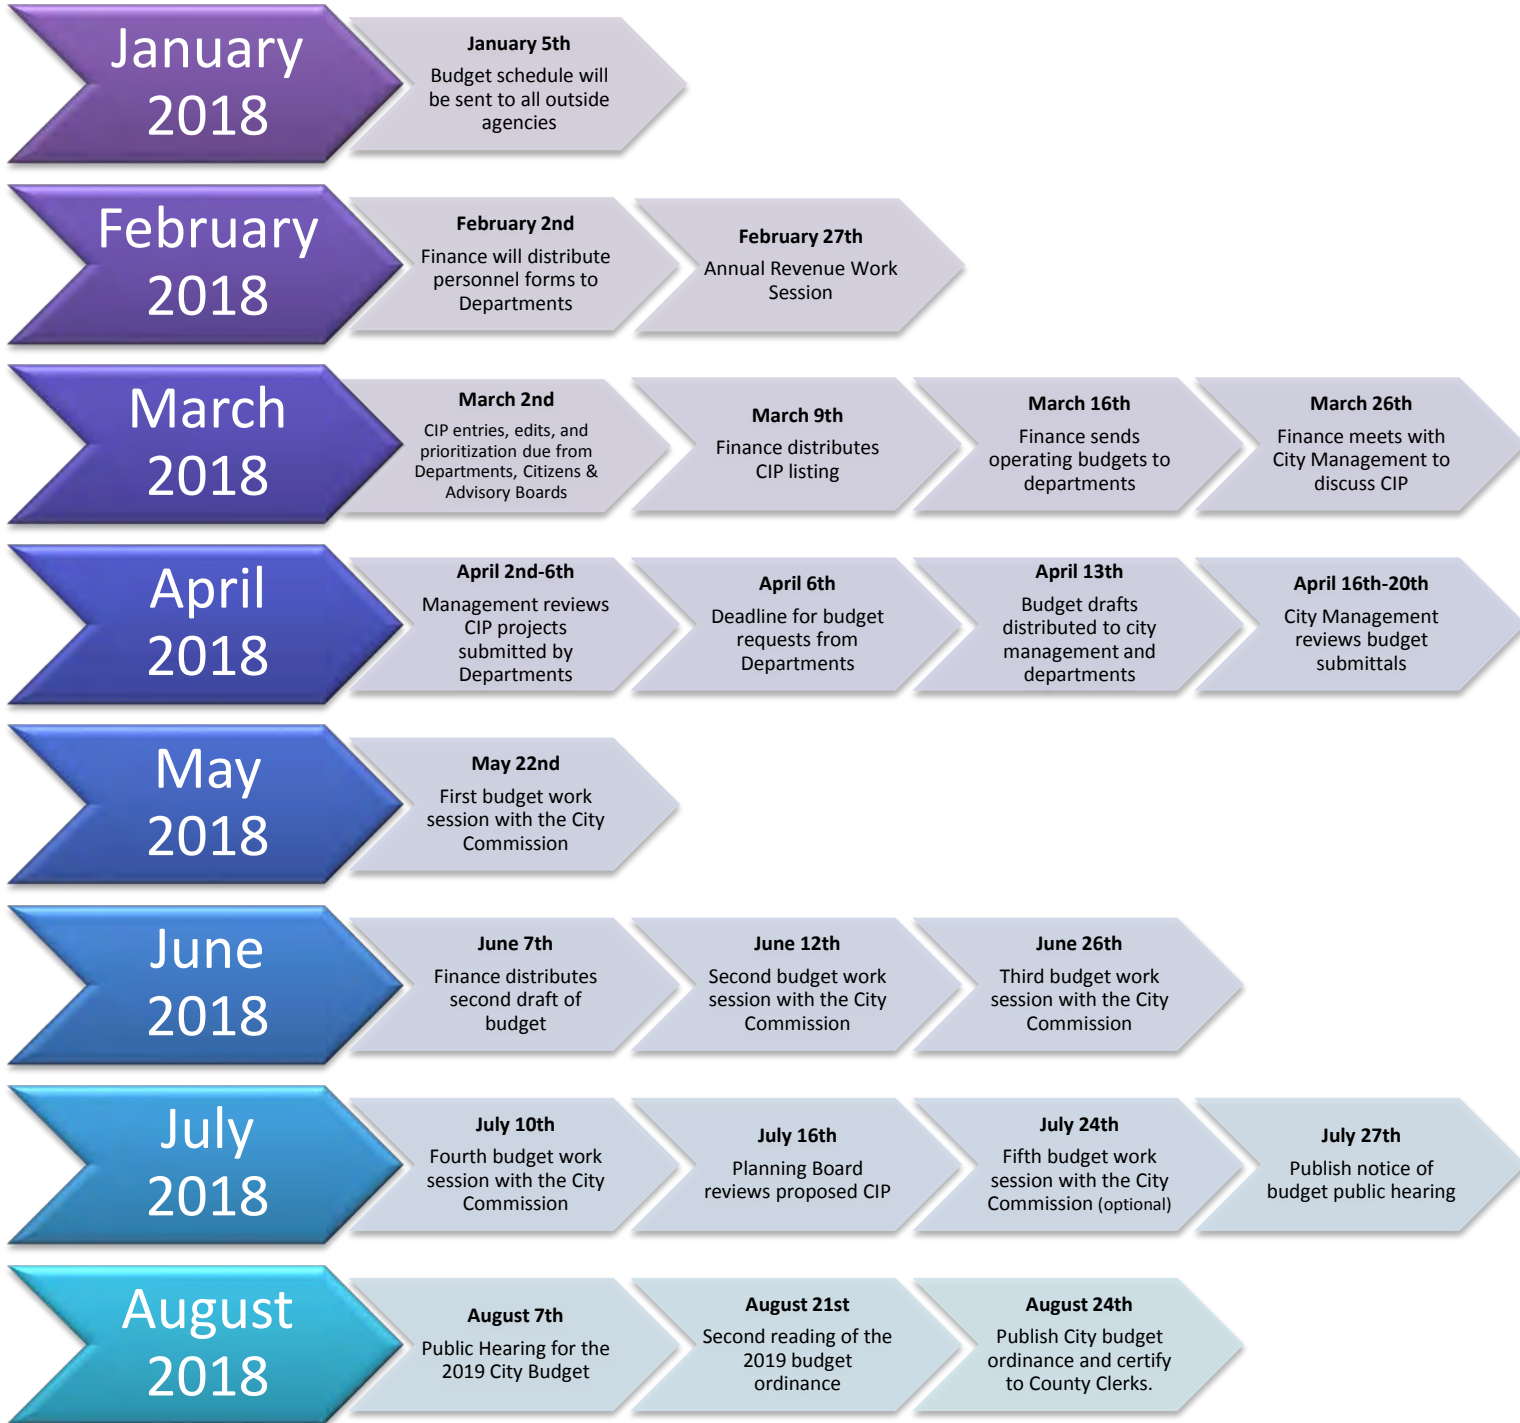 January
2018
January 5th
Budget schedule will
be sent to all outside
agencies
February
2018
February 2nd
Finance will distribute
personnel forms to
Departments
February 27th
Annual Revenue Work
Session
March
2018
March 2nd
CIP entries, edits, and
prioritization due from
Departments, Citizens &
Advisory Boards
March 9th
Finance distributes
CIP listing
March 16th
Finance sends
operating budgets to
departments
March 26th
Finance meets with
City Management to
discuss CIP
April
2018
April 2nd-6th
Management reviews
CIP projects
submitted by
Departments
April 6th
Deadline for budget
requests from
Departments
April 13th
Budget drafts
distributed to city
management and
departments
April 16th-20th
City Management
reviews budget
submittals
May
2018
May 22nd
First budget work
session with the City
Commission
June
2018
June 7th
Finance distributes
second draft of
budget
June 12th
Second budget work
session with the City
Commission
June 26th
Third budget work
session with the City
Commission
July
2018
July 10th
Fourth budget work
session with the City
Commission
July 16th
Planning Board
reviews proposed CIP
July 24th
Fifth budget work
session with the City
Commission (optional)
July 27th
Publish notice of
budget public hearing
August
2018
August 7th
Public Hearing for the
2019 City Budget
August 21st
Second reading of the
2019 budget
ordinance
August 24th
Publish City budget
ordinance and certify
to County Clerks.